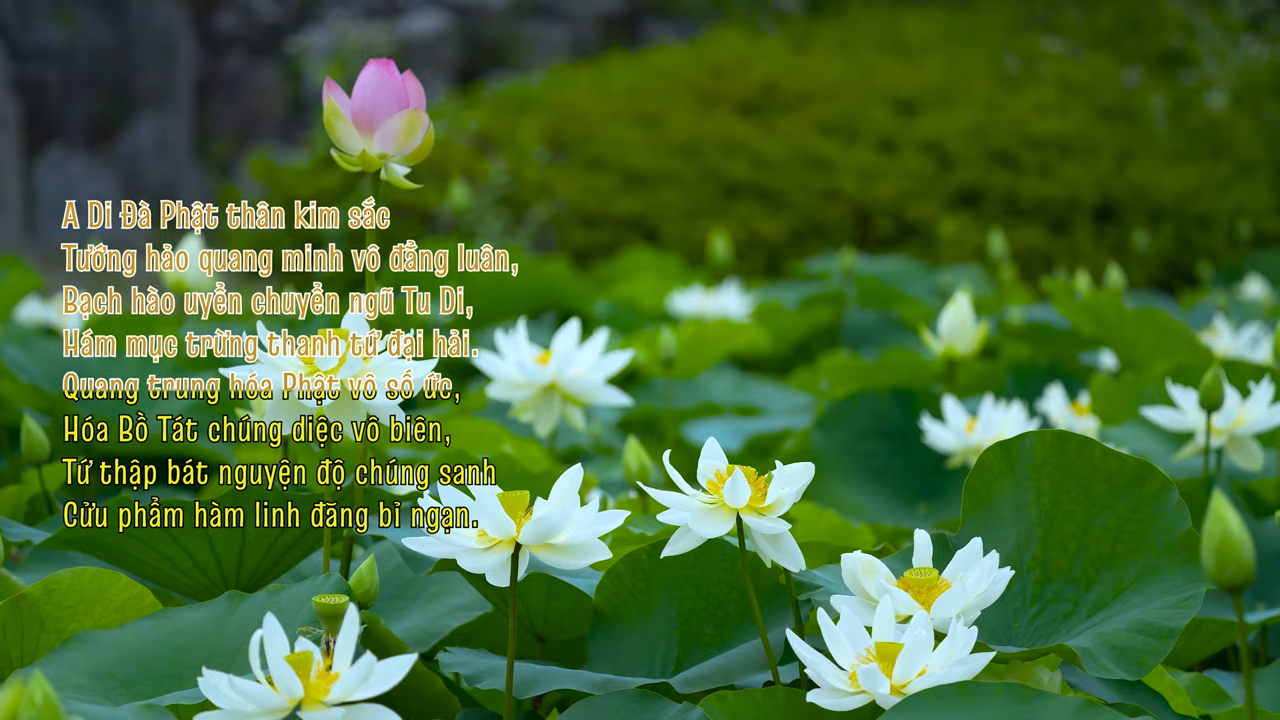 A Di Đà Phật thân kim sắc
Tướng hảo quang minh vô đẳng luân,
Bạch hào uyển chuyển ngũ Tu Di,
Hám mục trừng thanh tứ đại hải.
Quang trung hóa Phật vô số ức,
Hóa Bồ Tát chúng diệc vô biên,
Tứ thập bát nguyện độ chúng sanh
Cửu phẩm hàm linh đăng bỉ ngạn.